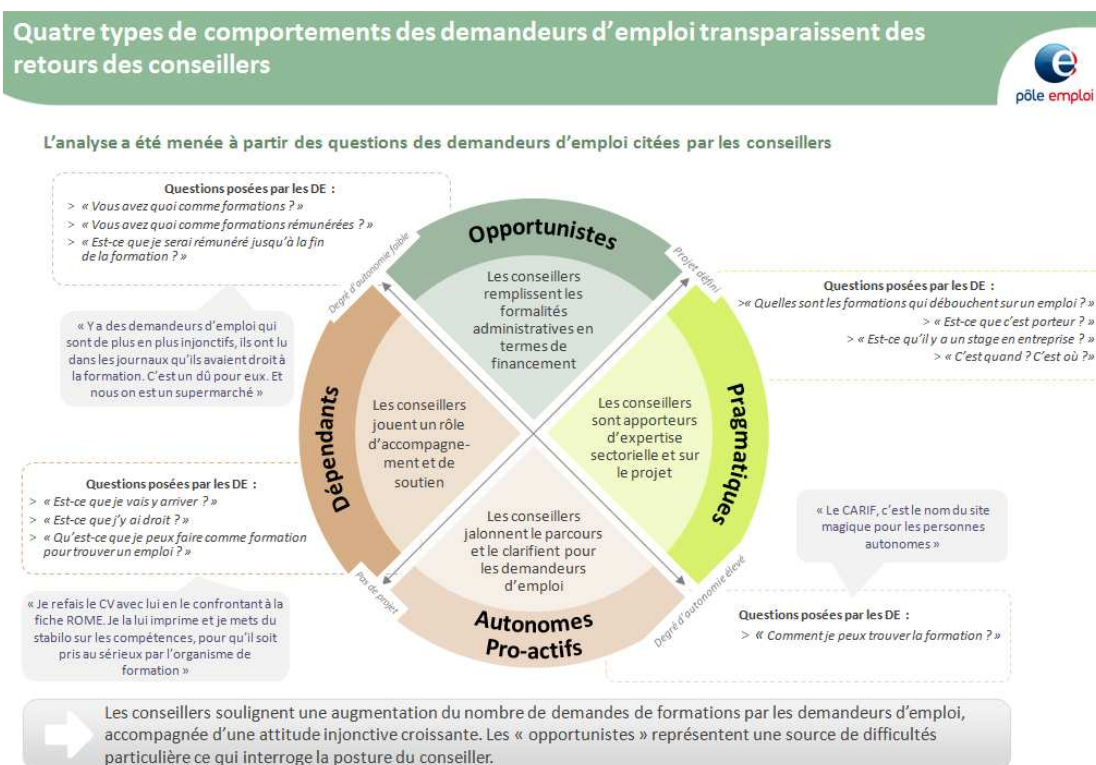 Quatre types de comportements des demandeurs d'emploi transparaissent des
retours des conseillers
pôle emploi
L'analyse a été menée à partir des questions des demandeurs d'emploi citées par les conseillers
Questions posées par les DE :
> « Vous avez quoi comme formations ? »
> « Vous avez quoi comme formations rémunérées ? »
> « Est-ce que je serai rémunéré jusqu'à la fin
de la formation ? »
« Y a des demandeurs d'emploi qui
sont de plus en plus injonctifs, ils ont lu
dans les journaux qu'ils avaient droit à
la formation. C'est un dû pour eux. Et
nous on est un supermarché »
Degré d'autonomie faible
Opportunistes
Projet défini
Les conseillers
remplissent les
formalités
administratives en
termes de
financement
Questions posées par les DE :
>« Quelles sont les formations qui débouchent sur un emploi ? »
> « Est-ce que c'est porteur ? »
> « Est-ce qu'il y a un stage en entreprise ? »
> « C'est quand ? C'est où ?»
Dépendants
Les conseillers
jouent un rôle
d'accompagne-
ment et de
soutien
Les conseillers
sont apporteurs
d'expertise
sectorielle et sur
le projet
Pragmatiques
Questions posées par les DE :
> « Est-ce que je vais y arriver ? »
> « Est-ce que j'y ai droit ? »
> « Qu'est-ce que je peux faire comme formation
pour trouver un emploi ? »
« Je refais le CV avec lui en le confrontant à la
fiche ROME. Je la lui imprime et je mets du
stabilo sur les compétences, pour qu'il soit
pris au sérieux par l'organisme de
formation »
Les conseillers
jalonnent le parcours
et le clarifient pour
les demandeurs
d'emploi
Pas de projet
Autonomes
Pro-actifs
Degré d'autonomie élevé
« Le CARIF, c'est le nom du site
magique pour les personnes
autonomes »
Questions posées par les DE :
> « Comment je peux trouver la formation ? »
Les conseillers soulignent une augmentation du nombre de demandes de formations par les demandeurs d'emploi,
accompagnée d'une attitude injonctive croissante. Les « opportunistes » représentent une source de difficultés
particulière ce qui interroge la posture du conseiller.